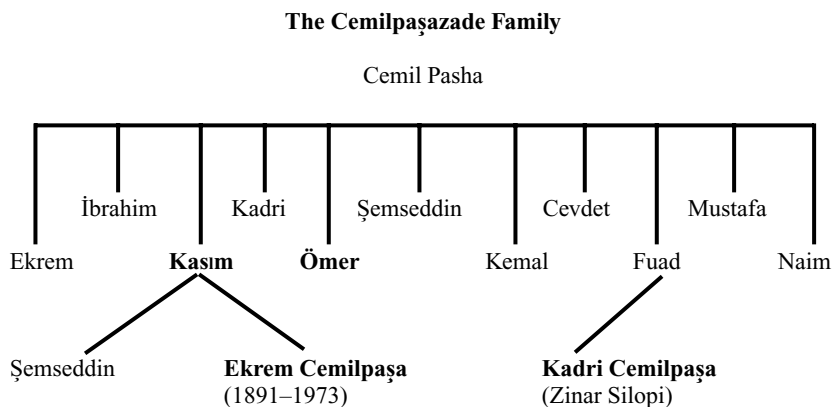 The Cemilpaşazade Family
Cemil Pasha
İbrahim Kadri Şemseddin Cevdet Mustafa
Ekrem Kasım Ömer Kemal Fuad Naim
Şemseddin Ekrem Cemilpaşa Kadri Cemilpaşa
(1891–1973) (Zinar Silopi)